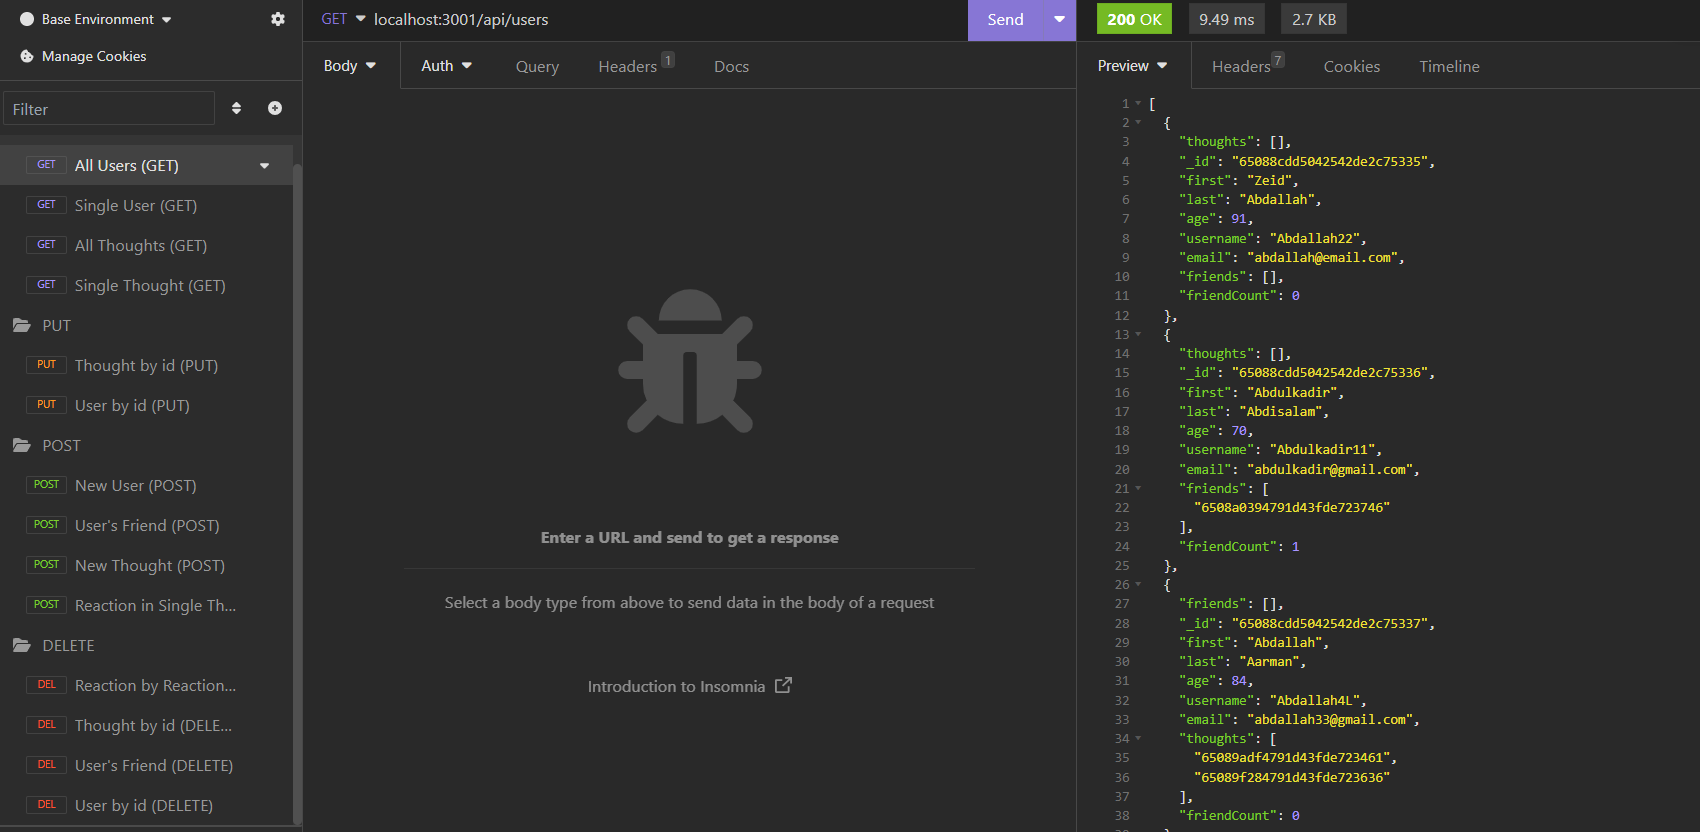 Base Environment
Manage Cookies
Filter
GET All Users (GET)
GET Single User (GET)
GET All Thoughts (GET)
GET Single Thought (GET)
PUT
PUT Thought by id (PUT)
PUT User by id (PUT)
POST
POST New User (POST)
POST User's Friend (POST)
POST New Thought (POST)
POST Reaction in Single Th...
DELETE
DEL Reaction by Reaction...
DEL Thought by id (DELE...
DEL User's Friend (DELETE)
DEL User by id (DELETE)
GET localhost:3001/api/users Send
Body Auth Query Headers 1 Docs
Enter a URL and send to get a response
Select a body type from above to send data in the body of a request
Introduction to Insomnia
200 OK 9.49 ms 2.7 KB
Preview Headers 7 Cookies Timeline
1 [
2 {
3 "thoughts": [],
4 "_id": "65088cdd5042542de2c75335",
5 "first": "Zeid",
6 "last": "Abdallah",
7 "age": 91,
8 "username": "Abdallah22",
9 "email": "abdallah@email.com",
10 "friends": [],
11 "friendCount": 0
12 },
13 {
14 "thoughts": [],
15 "_id": "65088cdd5042542de2c75336",
16 "first": "Abdulkadir",
17 "last": "Abdisalam",
18 "age": 70,
19 "username": "Abdulkadir11",
20 "email": "abdulkadir@gmail.com",
21 "friends": [
22 "6508a0394791d43fde723746"
23 ],
24 "friendCount": 1
25 },
26 {
27 "friends": [],
28 "_id": "65088cdd5042542de2c75337",
29 "first": "Abdallah",
30 "last": "Aarman",
31 "age": 84,
32 "username": "Abdallah4L",
33 "email": "abdallah33@gmail.com",
34 "thoughts": [
35 "65089adf4791d43fde723461",
36 "65089f284791d43fde723636"
37 ],
38 "friendCount": 0